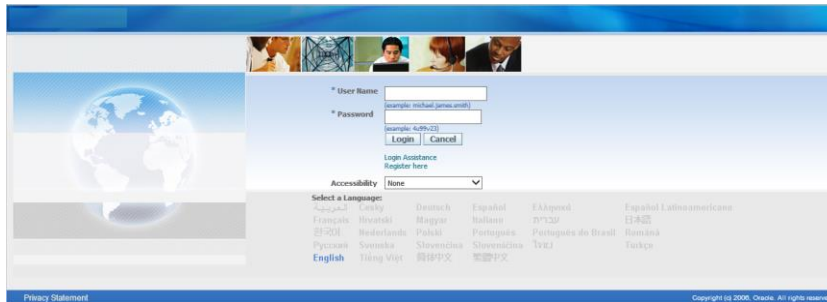 * User Name
(example: michael.james.smith)
* Password
(example: 4u99v23)
Login Cancel
Login Assistance
Register here
Accessibility None
Select a Language:
العربية Česky Deutsch Español Ελληνικά Español Latinoamericano
Français Hrvatski Magyar Italiano עברית 日本語
한국어 Nederlands Polski Português Português do Brasil Română
Русский Svenska Slovenčina Slovenščina ไทย Türkçe
English Tiếng Việt 简体中文 繁體中文
Privacy Statement
Copyright (c) 2006, Oracle. All rights reserve